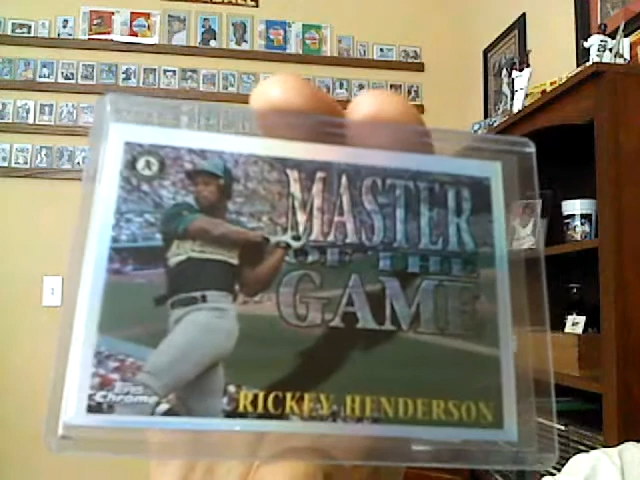 MASTER
OF THE
GAME
Topps
Chrome
RICKEY HENDERSON